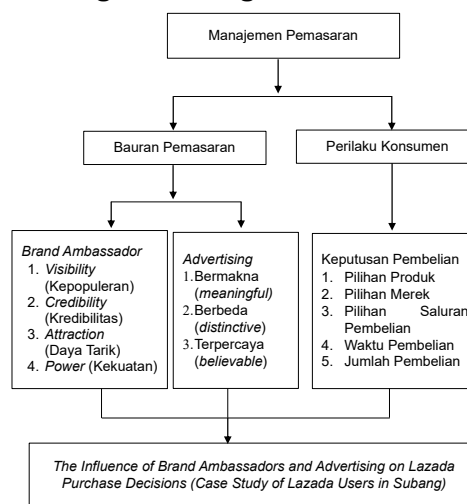 Manajemen Pemasaran
Bauran Pemasaran
Perilaku Konsumen
Brand Ambassador
1. Visibility
(Kepopuleran)
2. Credibility
(Kredibilitas)
3. Attraction
(Daya Tarik)
4. Power (Kekuatan)
Advertising
1.Bermakna
(meaningful)
2.Berbeda
(distinctive)
3.Terpercaya
(believable)
Keputusan Pembelian
1. Pilihan Produk
2. Pilihan Merek
3. Pilihan Saluran
Pembelian
4. Waktu Pembelian
5. Jumlah Pembelian
The Influence of Brand Ambassadors and Advertising on Lazada
Purchase Decisions (Case Study of Lazada Users in Subang)